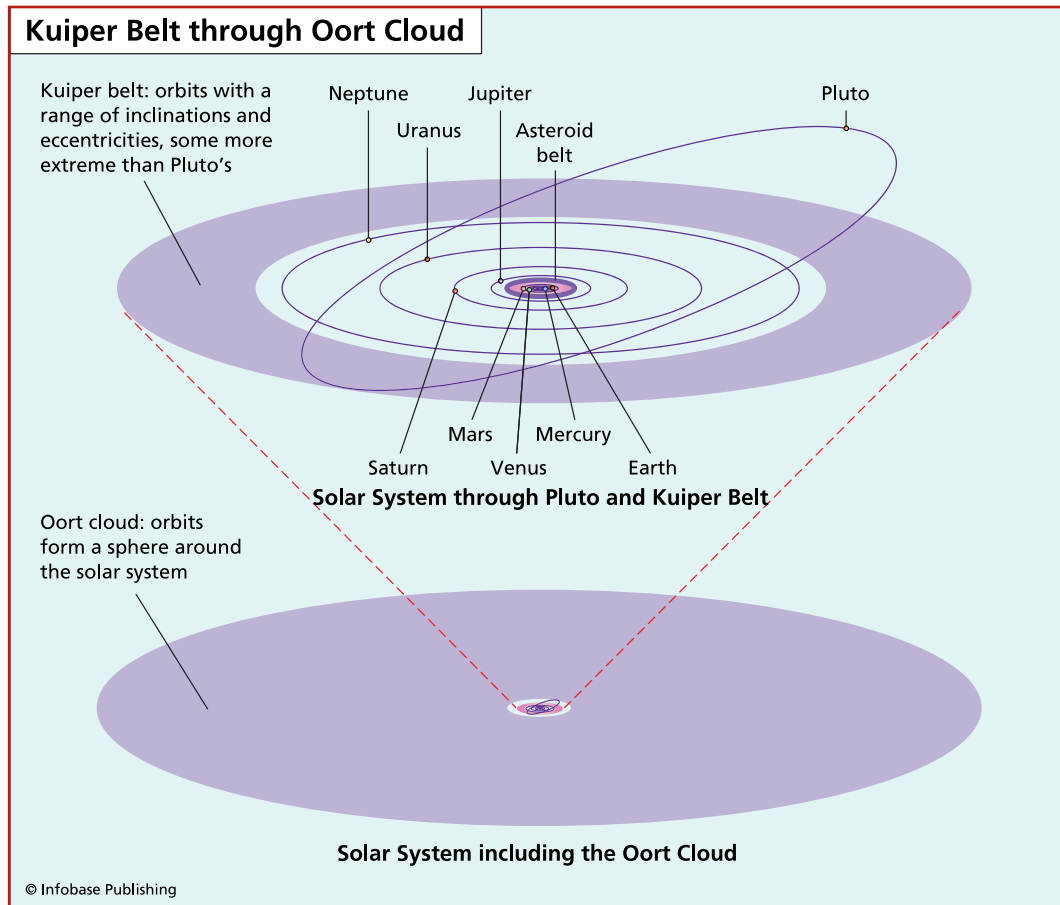 Kuiper Belt through Oort Cloud
Kuiper belt: orbits with a
range of inclinations and
eccentricities, some more
extreme than Pluto’s
Neptune
Jupiter
Pluto
Uranus
Asteroid
belt
Mars
Mercury
Saturn
Venus
Earth
Solar System through Pluto and Kuiper Belt
Oort cloud: orbits
form a sphere around
the solar system
Solar System including the Oort Cloud
© Infobase Publishing